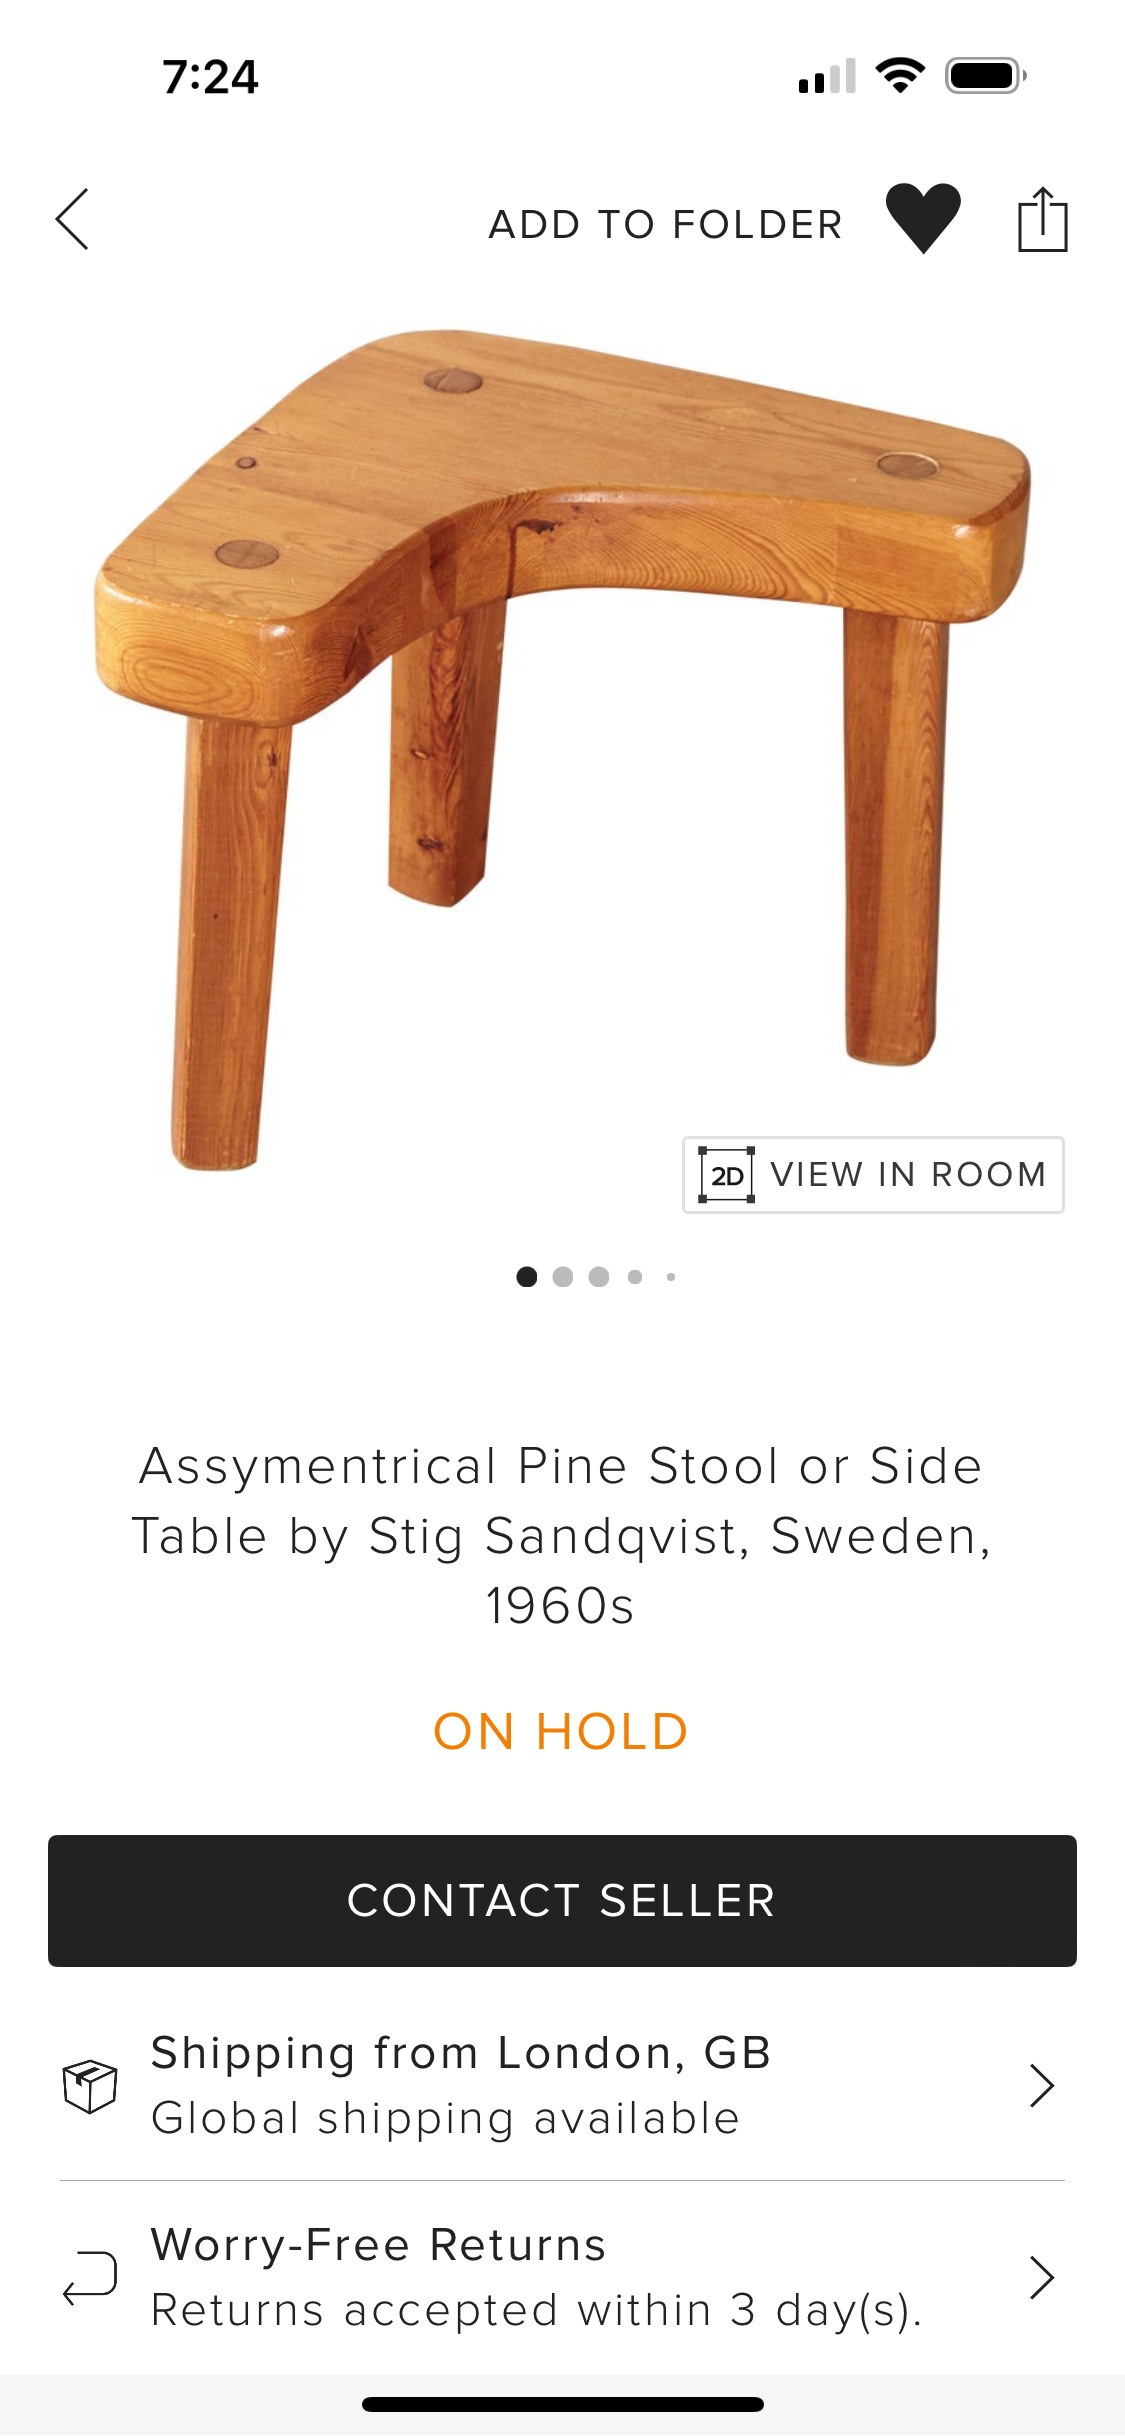 7:24
ADD TO FOLDER
2D VIEW IN ROOM
Assymentrical Pine Stool or Side
Table by Stig Sandqvist, Sweden,
1960s
ON HOLD
CONTACT SELLER
Shipping from London, GB
Global shipping available
Worry-Free Returns
Returns accepted within 3 day(s).